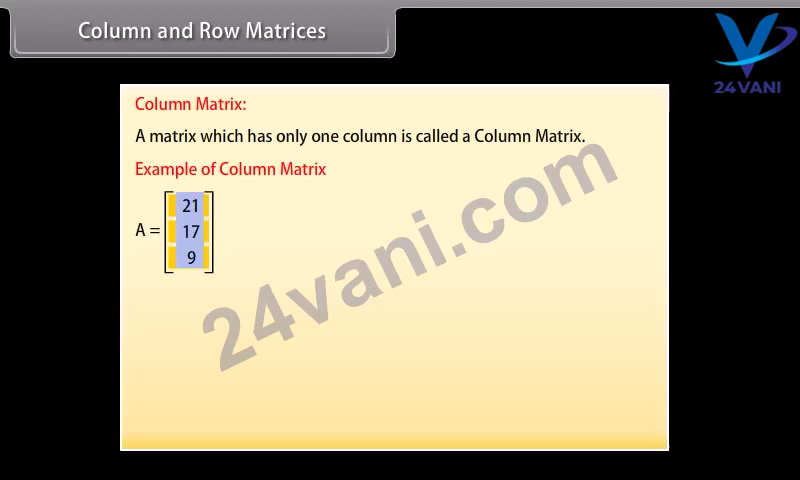 Column and Row Matrices
24VANI
Column Matrix:
A matrix which has only one column is called a Column Matrix.
Example of Column Matrix
A =
21
17
9
24vani.com